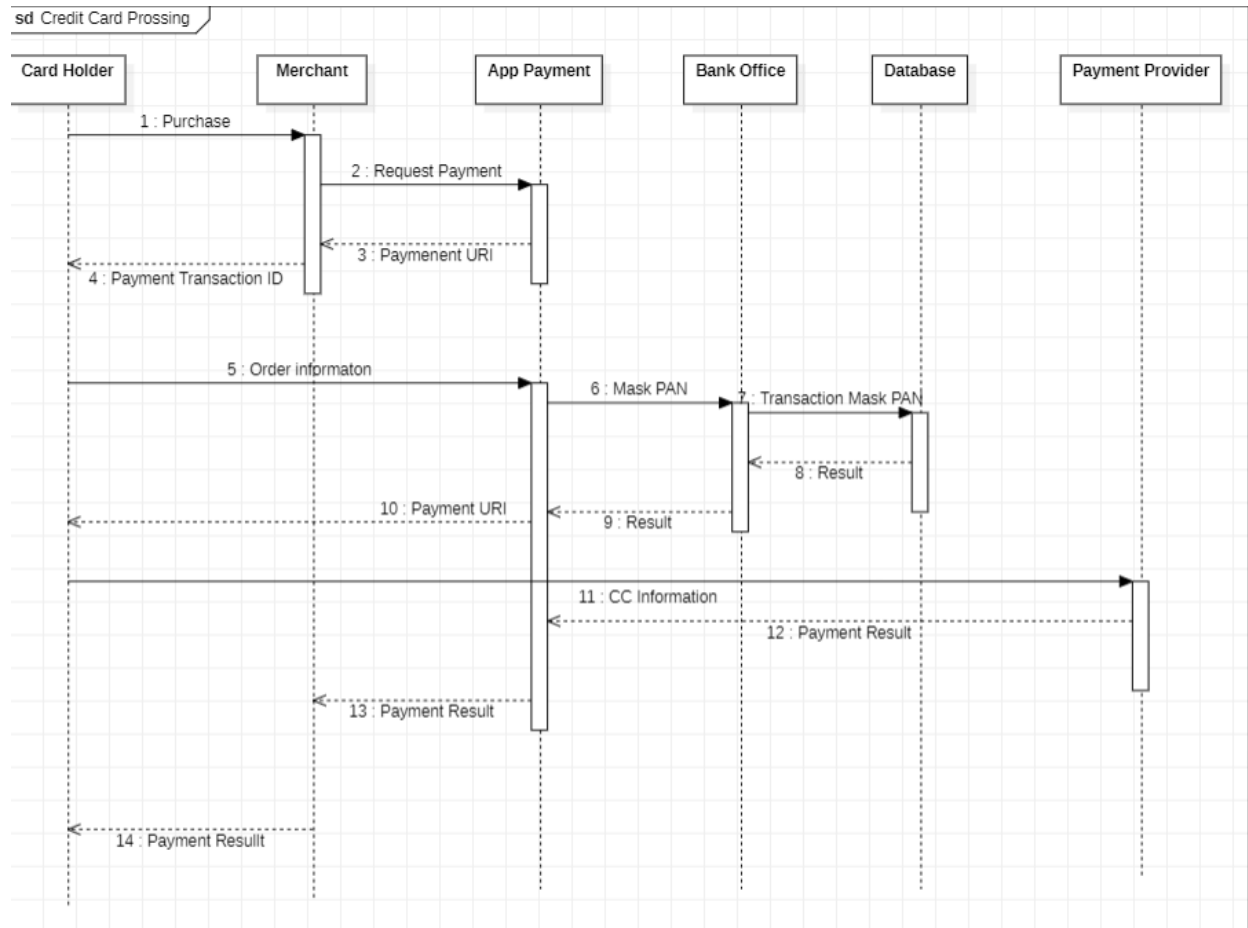 sd Credit Card Prossing
Card Holder
Merchant
App Payment
Bank Office
Database
Payment Provider
1 : Purchase
2 : Request Payment
3 : Paymenent URI
4 : Payment Transaction ID
5 : Order informaton
6 : Mask PAN
7 : Transaction Mask PAN
8 : Result
9 : Result
10 : Payment URI
11 : CC Information
12 : Payment Result
13 : Payment Result
14 : Payment Resullt